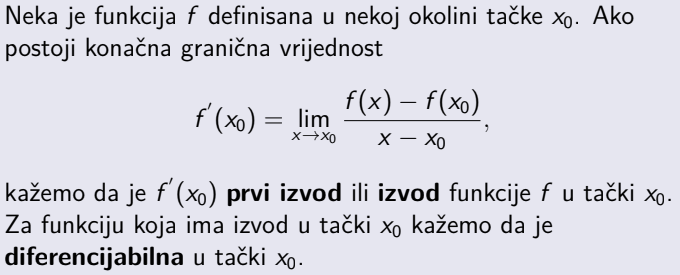 Neka je funkcija f definisana u nekoj okolini tačke x₀. Ako
postoji konačna granična vrijednost
f′(x₀) = lim_{x→x₀} \frac{f(x) − f(x₀)}{x − x₀},
kažemo da je f′(x₀) prvi izvod ili izvod funkcije f u tački x₀.
Za funkciju koja ima izvod u tački x₀ kažemo da je
diferencijabilna u tački x₀.